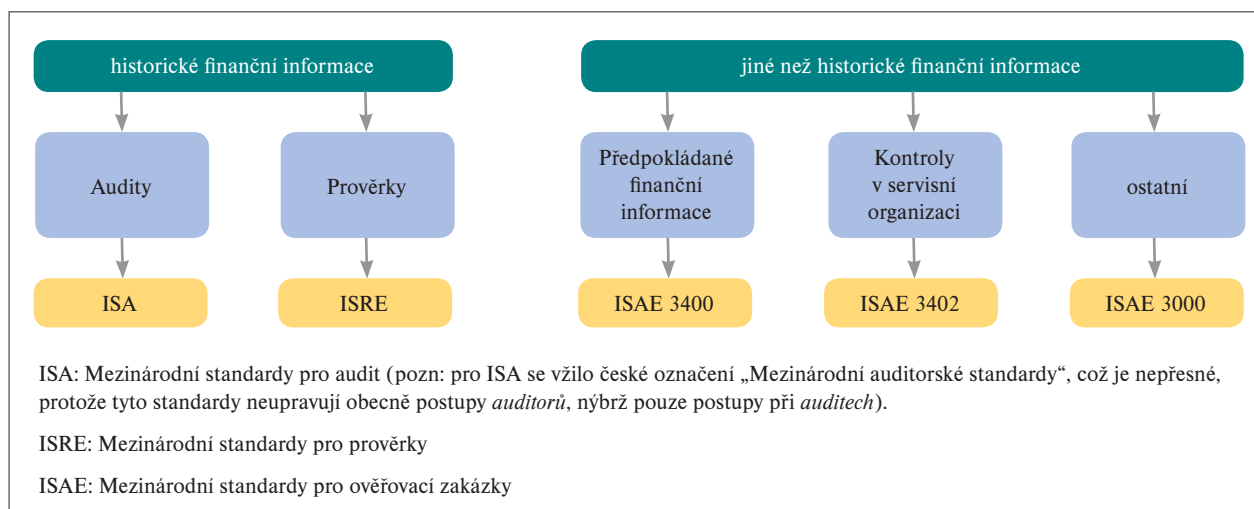 historické finanční informace
jiné než historické finanční informace
Audity
Prověrky
Předpokládané
finanční
informace
Kontroly
v servisní
organizaci
ostatní
ISA
ISRE
ISAE 3400
ISAE 3402
ISAE 3000
ISA: Mezinárodní standardy pro audit (pozn: pro ISA se vžilo české označení „Mezinárodní auditorské standardy“, což je nepřesné,
protože tyto standardy neupravují obecně postupy auditorů, nýbrž pouze postupy při auditech).
ISRE: Mezinárodní standardy pro prověrky
ISAE: Mezinárodní standardy pro ověřovací zakázky